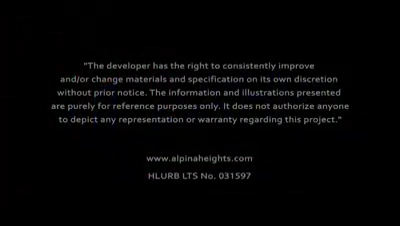 "The developer has the right to consistently improve
and/or change materials and specification on its own discretion
without prior notice. The information and illustrations presented
are purely for reference purposes only. It does not authorize anyone
to depict any representation or warranty regarding this project."
www.alpinaheights.com
HLURB LTS No. 031597